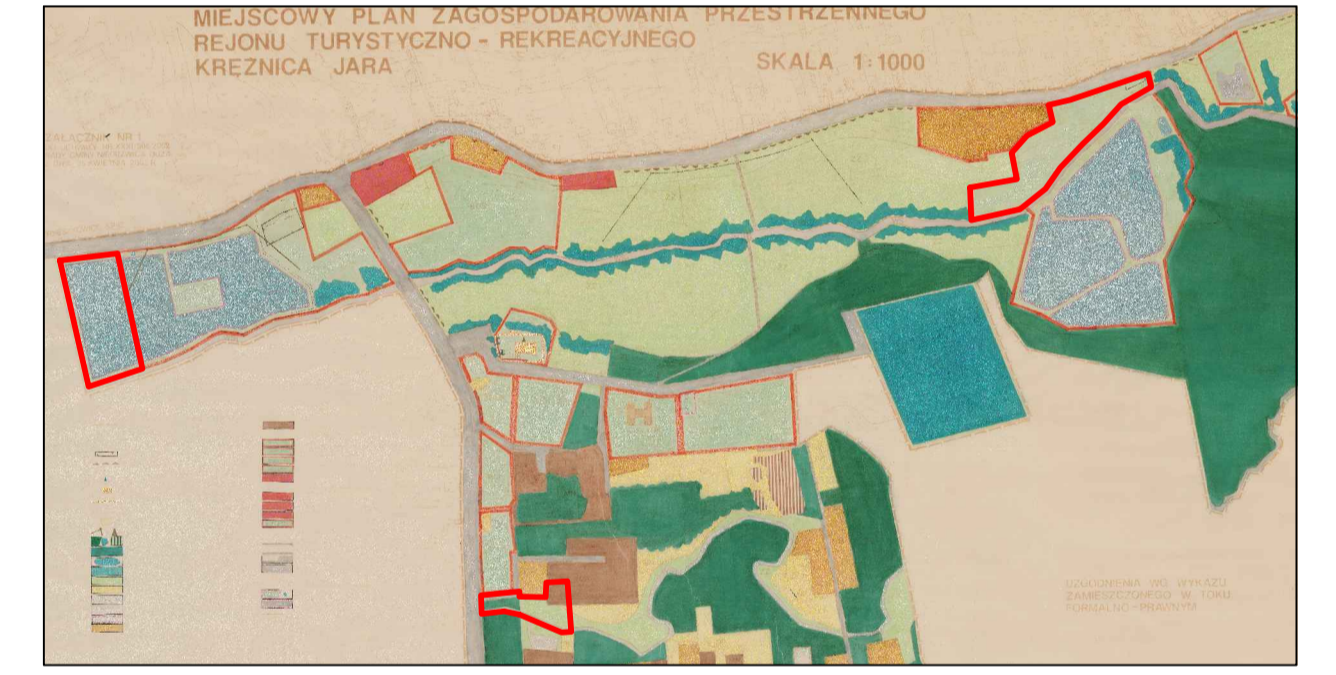 MIEJSCOWY PLAN ZAGOSPODAROWANIA PRZESTRZENNEGO
REJONU TURYSTYCZNO - REKREACYJNEGO
KRĘŻNICA JARA
SKALA 1:1000
ZAŁĄCZNIK NR 1
UZGODNIENIA WG. WYKAZU
ZAMIESZCZONEGO W TOKU
FORMALNO-PRAWNYM